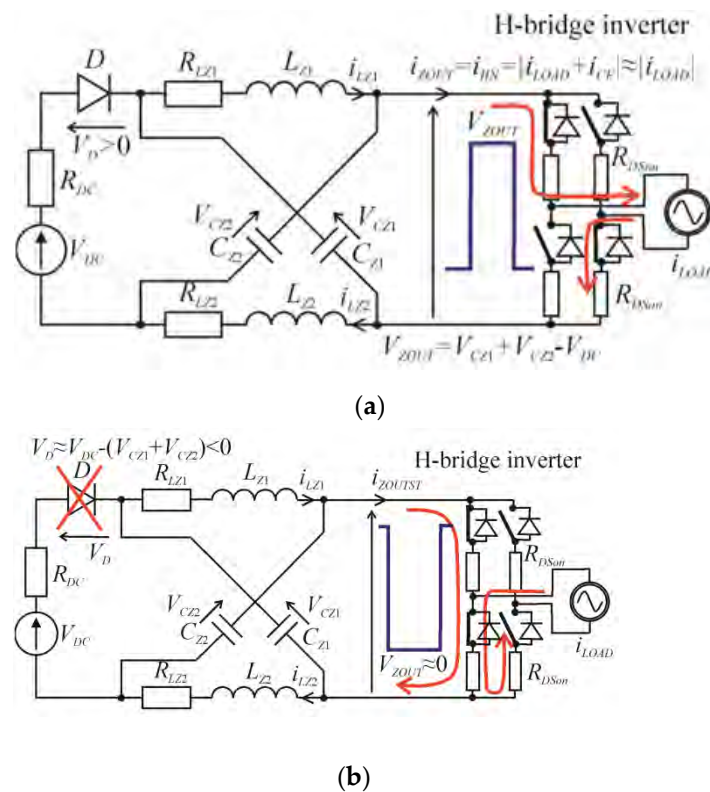 H-bridge inverter
D
R_LZ1
L_Z1
i_LZ1
i_ZOUT=i_HS=|i_LOAD+i_CF|≈|i_LOAD|
V_D>0
V_ZOUT
R_DSon
R_DC
V_CZ2
V_CZ1
C_Z2
C_Z1
V_DC
i_LOAD
R_LZ2
L_Z2
i_LZ2
R_DSon
V_ZOUT=V_CZ1+V_CZ2-V_DC
(a)
V_D≈V_DC-(V_CZ1+V_CZ2)<0
H-bridge inverter
D
R_LZ1
L_Z1
i_LZ1
i_ZOUTST
V_D
R_DSon
R_DC
V_CZ2
V_CZ1
C_Z2
C_Z1
V_DC
i_LOAD
V_ZOUT≈0
R_LZ2
L_Z2
i_LZ2
R_DSon
(b)